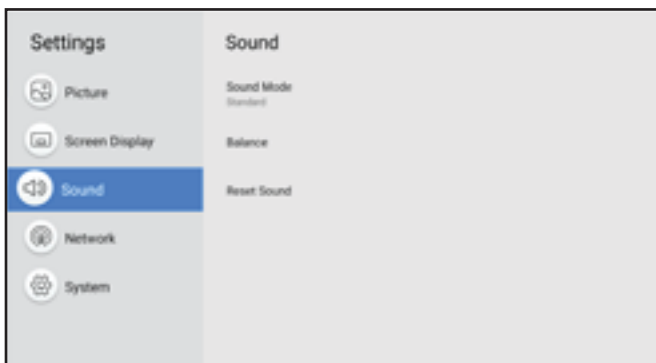 Settings
Picture
Screen Display
Sound
Network
System
Sound
Sound Mode
Standard
Balance
Reset Sound